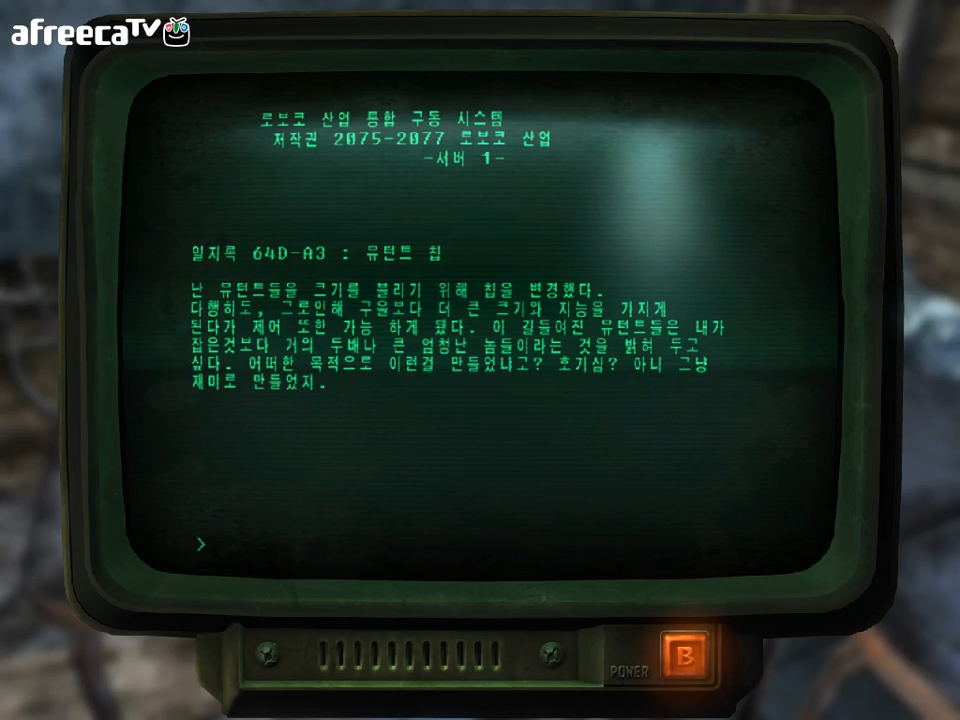 afreecaTV
로보코 산업 통합 구동 시스템
저작권 2075-2077 로보코 산업
-서버 1-
일지록 64D-A3 : 뮤턴트 칩
난 뮤턴트들을 크기를 불리기 위해 칩을 변경했다.
다행히도, 그로인해 구울보다 더 큰 크기와 지능을 가지게
된다가 제어 또한 가능 하게 됐다. 이 길들여진 뮤턴트들은 내가
잡은것보다 거의 두배나 큰 엄청난 놈들이라는 것을 밝혀 두고
싶다. 어떠한 목적으로 이런걸 만들었냐고? 호기심? 아니 그냥
재미로 만들었지.
>
POWER B